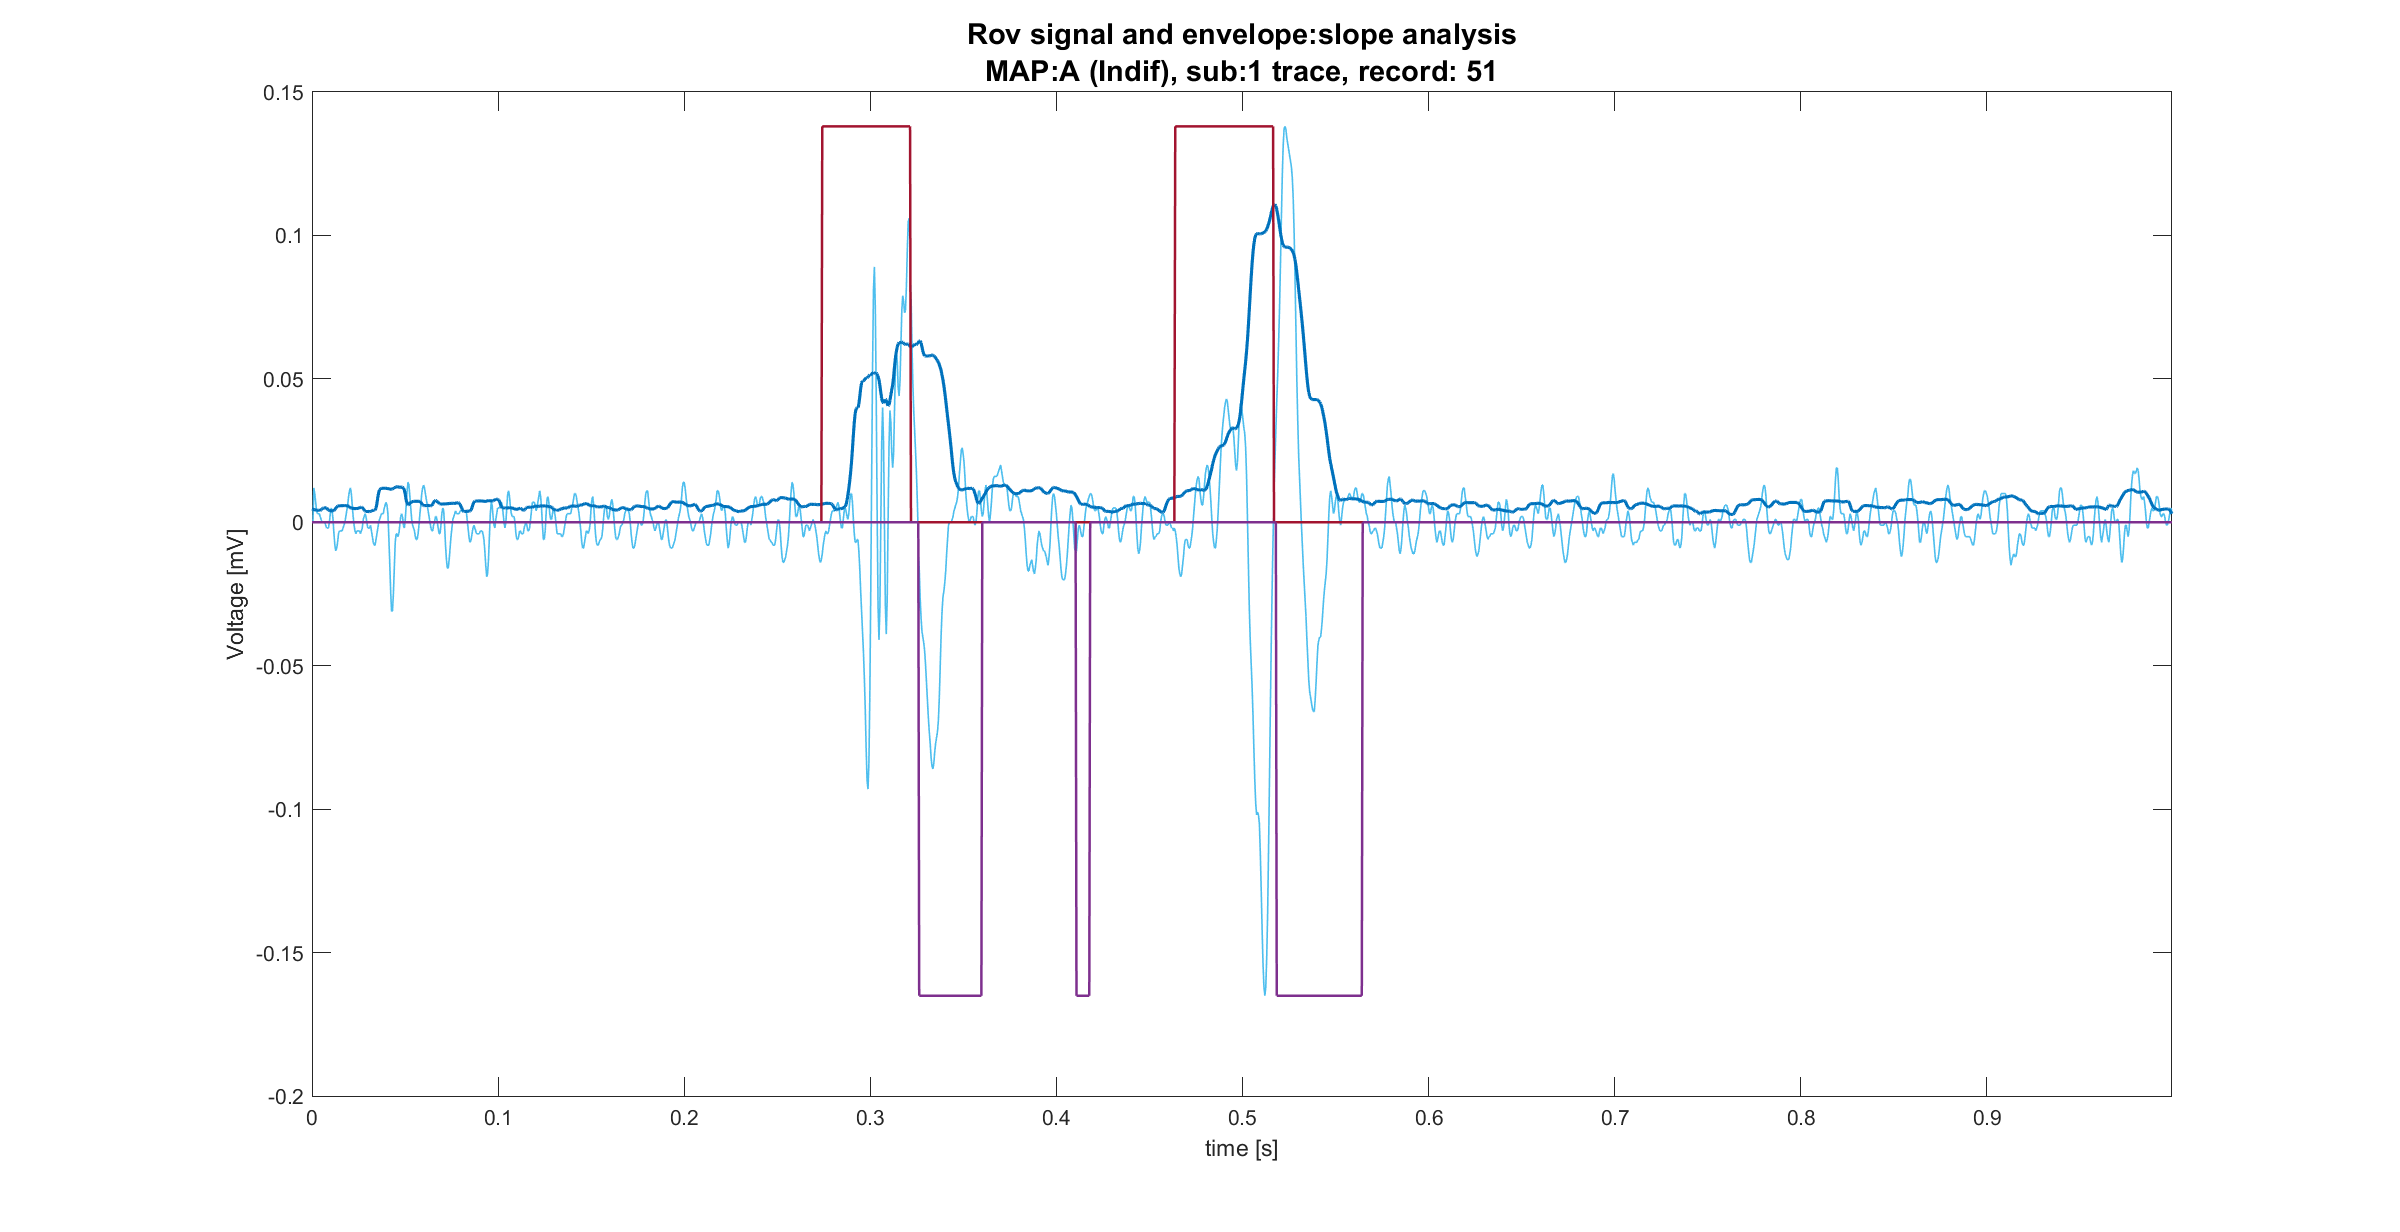 Rov signal and envelope:slope analysis
MAP:A (Indif), sub:1 trace, record: 51
0.15
0.1
0.05
0
-0.05
-0.1
-0.15
-0.2
Voltage [mV]
0 0.1 0.2 0.3 0.4 0.5 0.6 0.7 0.8 0.9
time [s]